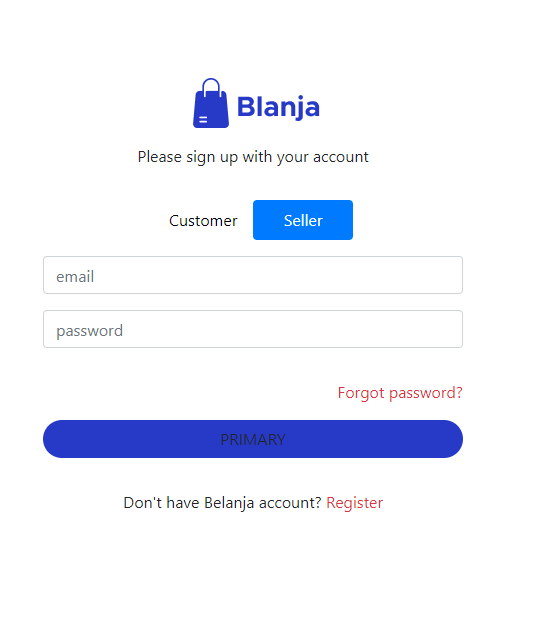 Blanja
Please sign up with your account
Customer Seller
email
password
Forgot password?
PRIMARY
Don't have Belanja account? Register